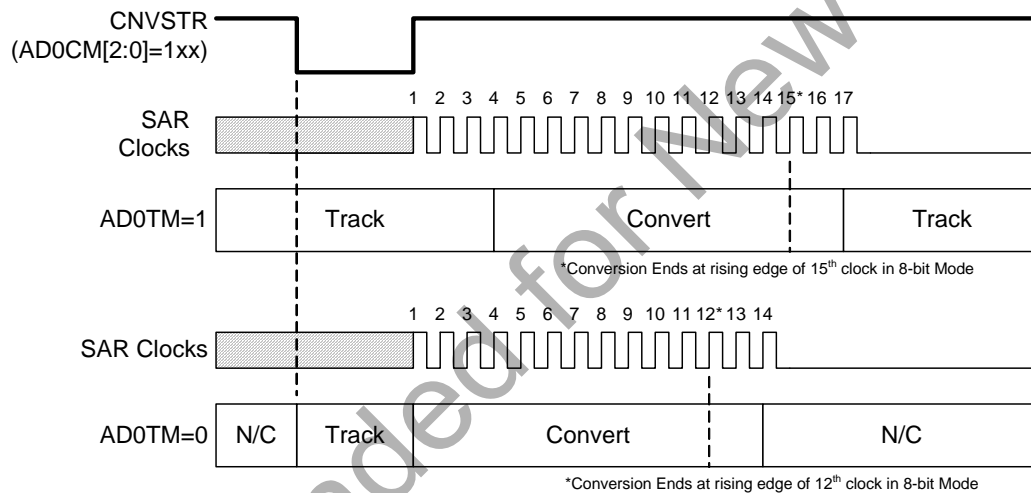 CNVSTR
(AD0CM[2:0]=1xx)
1 2 3 4 5 6 7 8 9 10 11 12 13 14 15* 16 17
SAR
Clocks
AD0TM=1 Track Convert Track
*Conversion Ends at rising edge of 15th clock in 8-bit Mode
1 2 3 4 5 6 7 8 9 10 11 12* 13 14
SAR Clocks
AD0TM=0 N/C Track Convert N/C
*Conversion Ends at rising edge of 12th clock in 8-bit Mode
ded for New